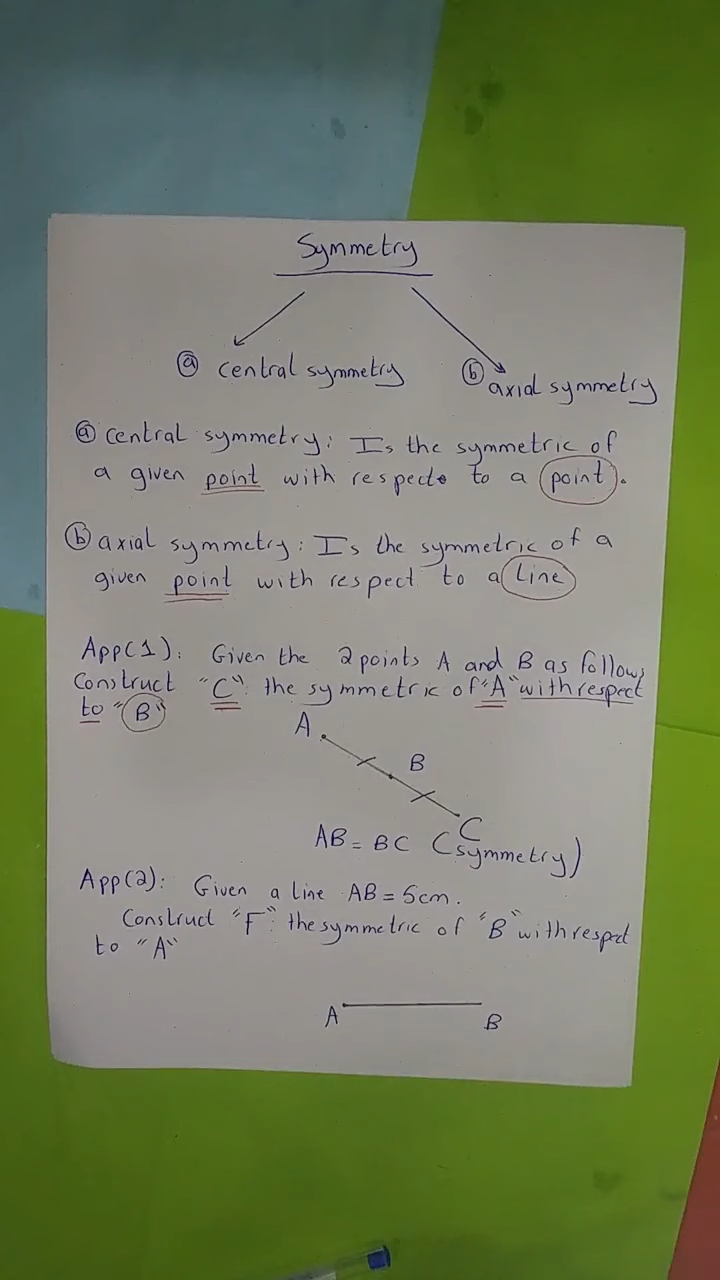 Symmetry
ⓐ central symmetry
ⓑ axial symmetry
ⓐ central symmetry: Is the symmetric of
a given point with respect to a point.
ⓑ axial symmetry: Is the symmetric of a
given point with respect to a Line
App(1): Given the 2 points A and B as follow,
Construct "C": the symmetric of "A" with respect
to "B"
A
B
C
AB = BC (symmetry)
App(2): Given a line AB = 5cm.
Construct "F": the symmetric of "B" with respect
to "A"
A
B